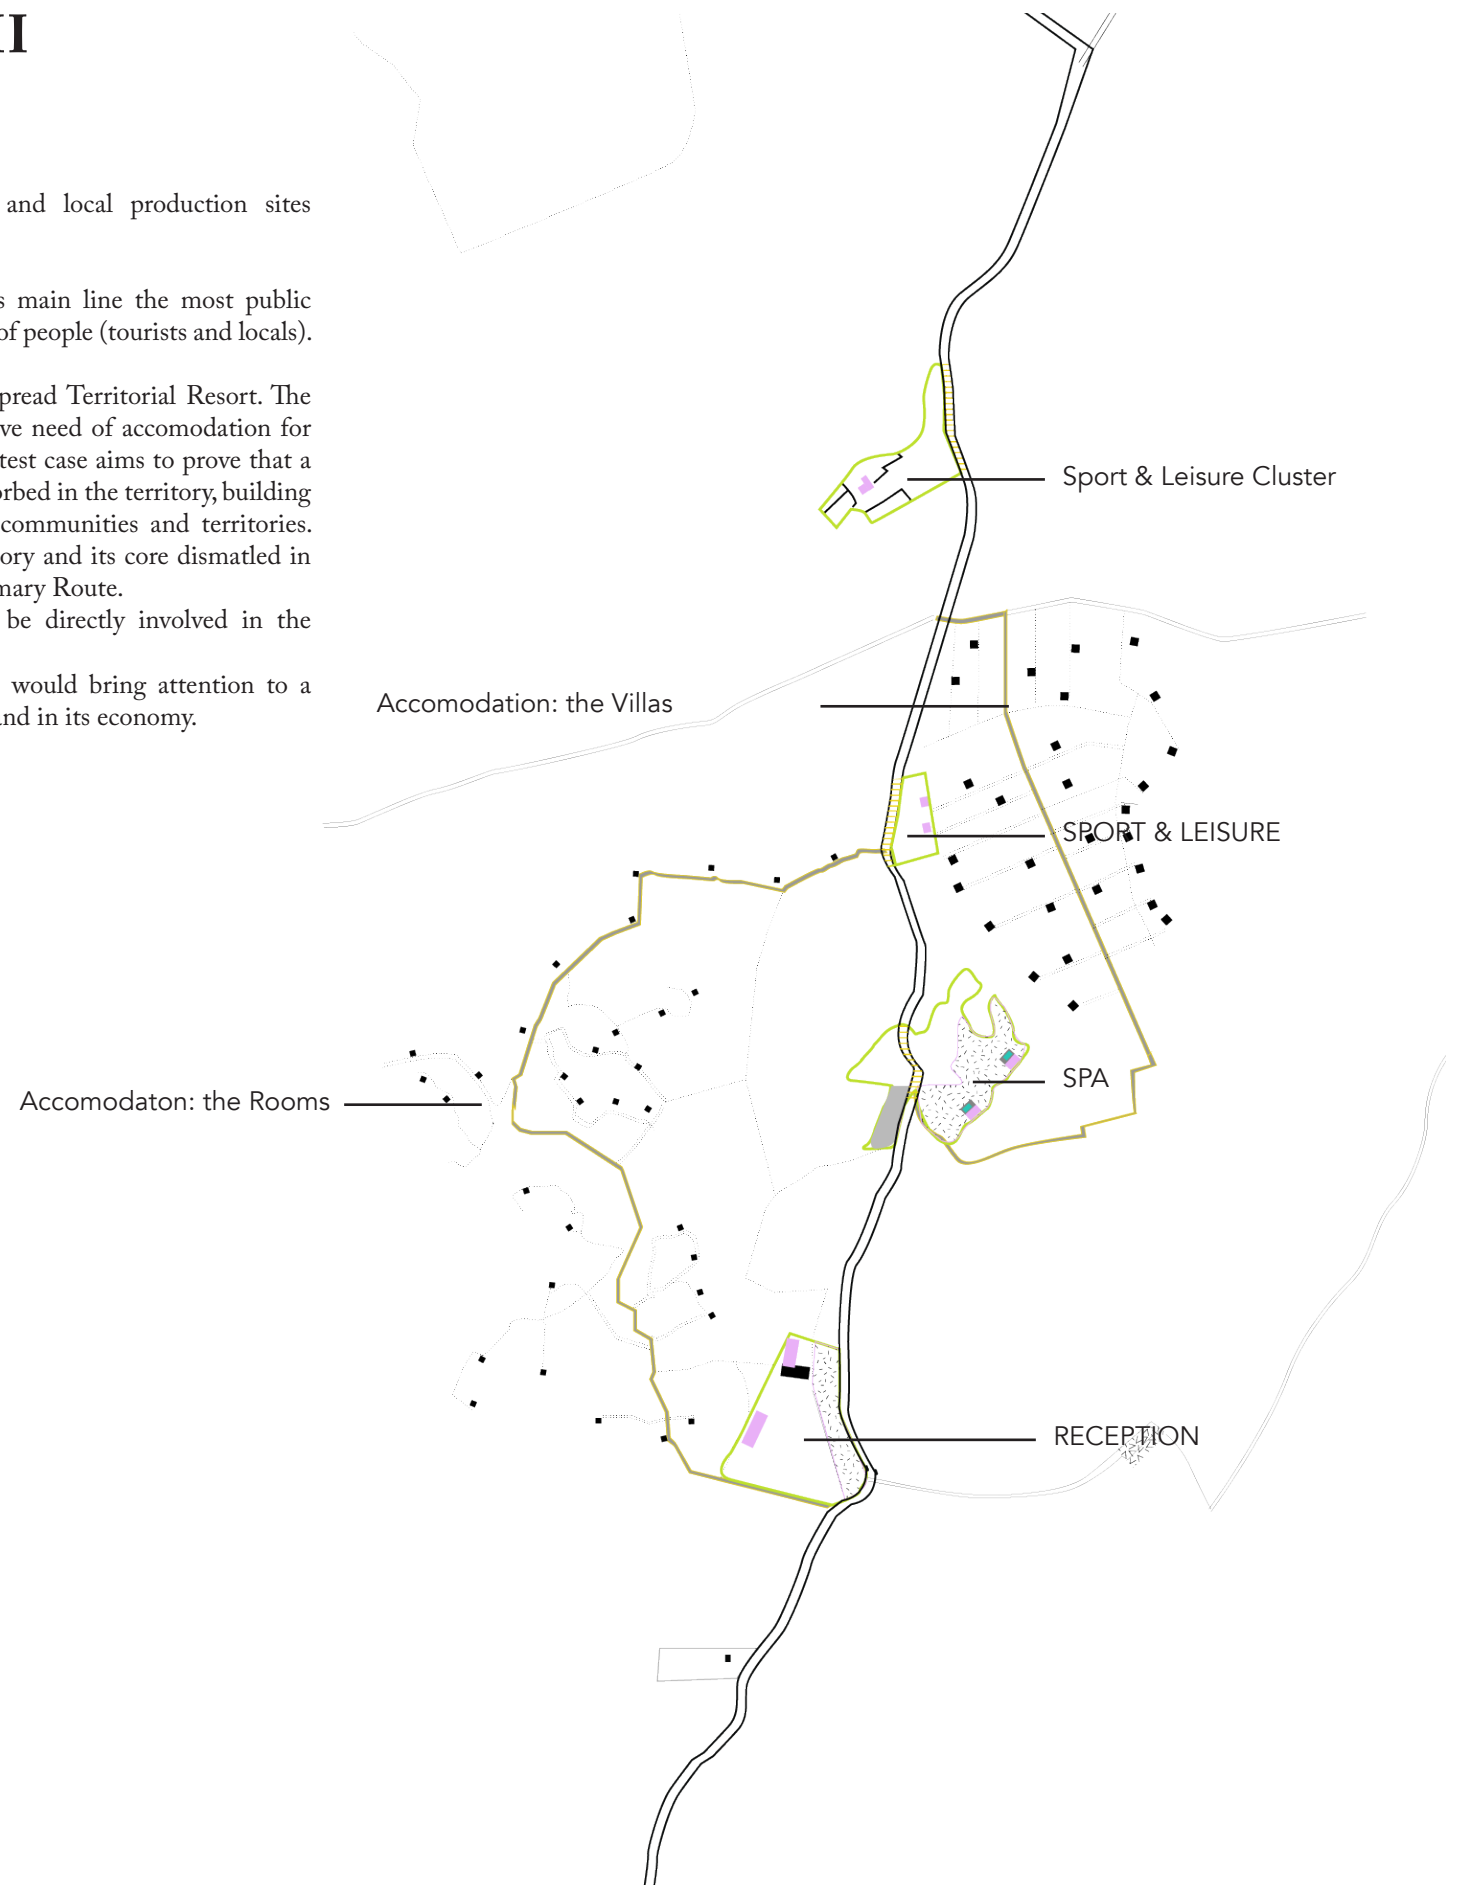 II
and local production sites
s main line the most public
of people (tourists and locals).
pread Territorial Resort. The
ve need of accomodation for
test case aims to prove that a
orbed in the territory, building
communities and territories.
ory and its core dismatled in
mary Route.
be directly involved in the
would bring attention to a
and in its economy.
Sport & Leisure Cluster
Accomodation: the Villas
SPORT & LEISURE
SPA
Accomodaton: the Rooms
RECEPTION